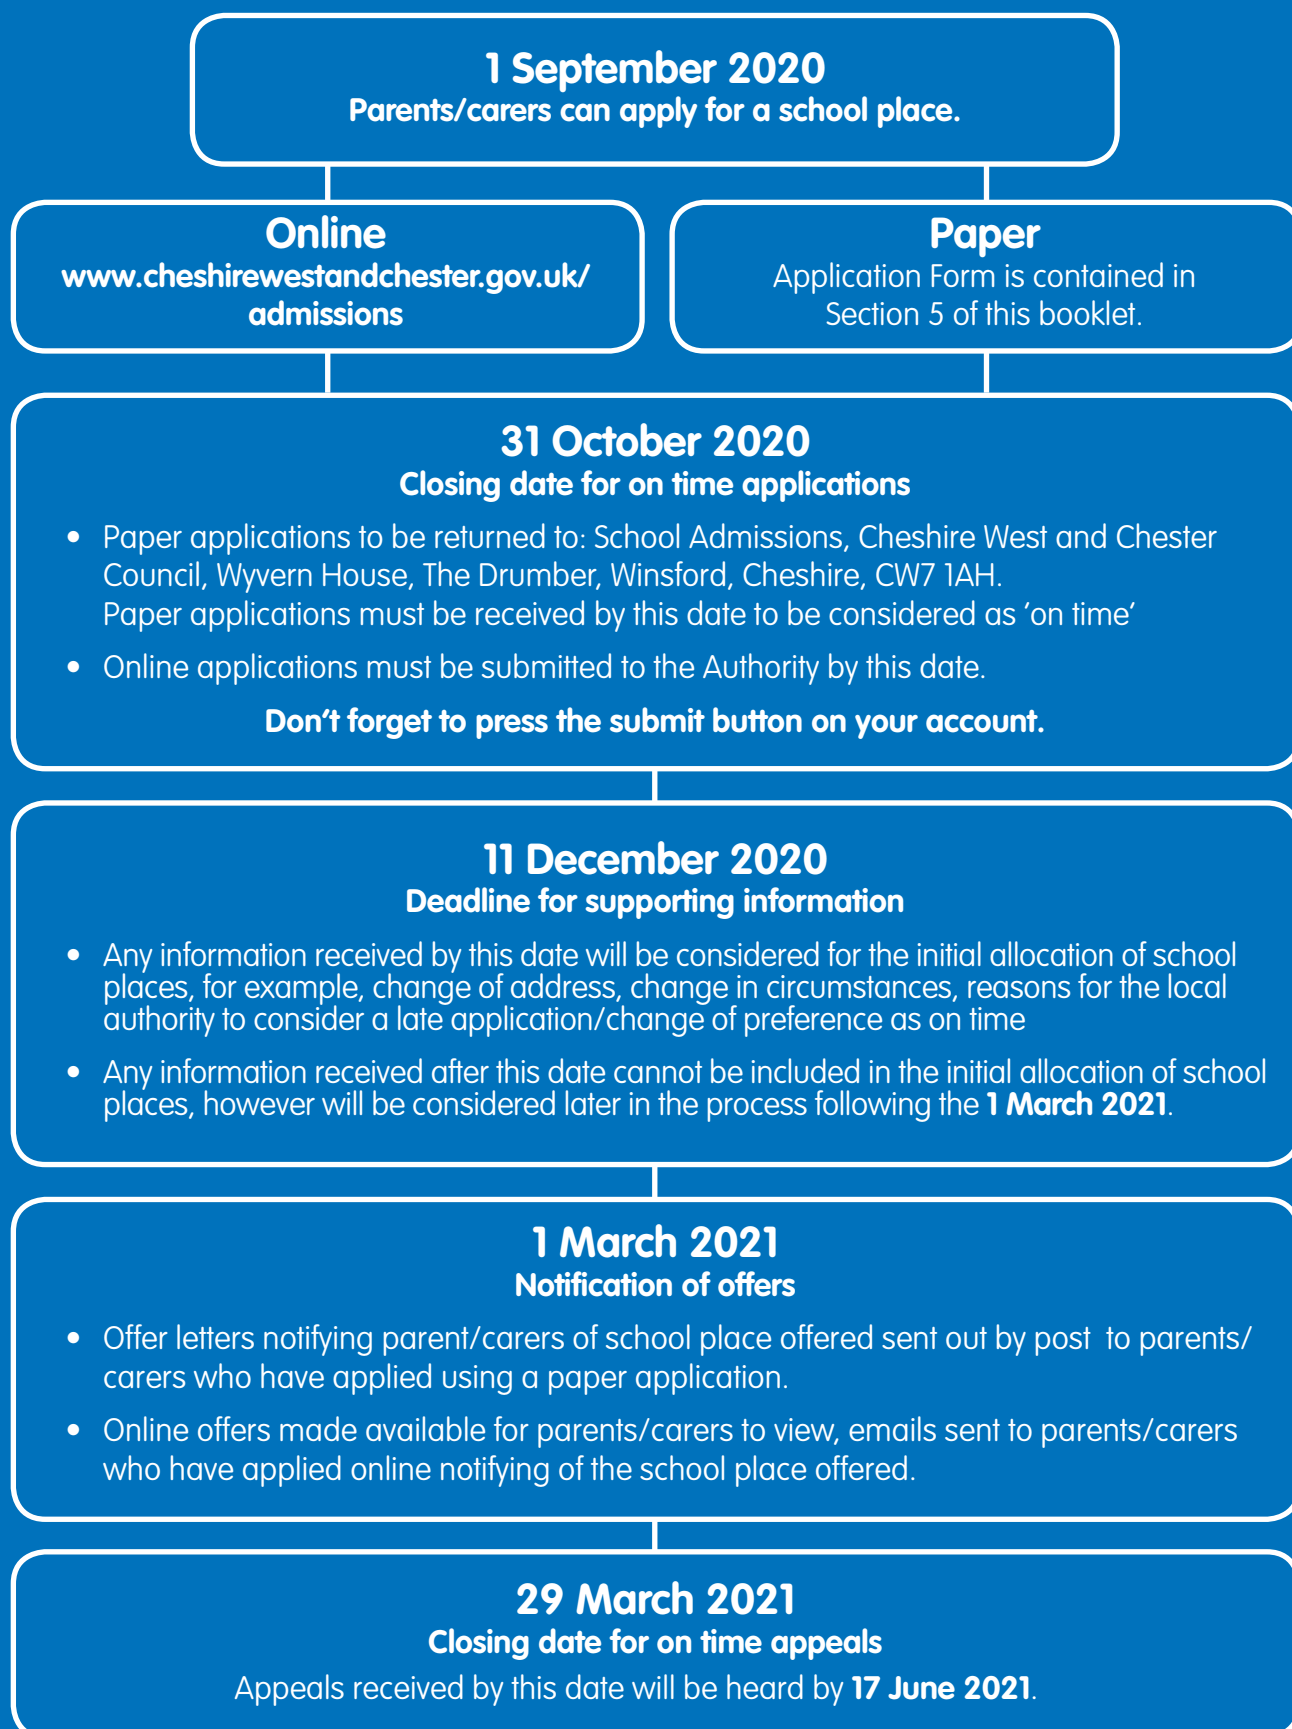 1 September 2020
Parents/carers can apply for a school place.
Online
www.cheshirewestandchester.gov.uk/
admissions
Paper
Application Form is contained in
Section 5 of this booklet.
31 October 2020
Closing date for on time applications
• Paper applications to be returned to: School Admissions, Cheshire West and Chester
Council, Wyvern House, The Drumber, Winsford, Cheshire, CW7 1AH.
Paper applications must be received by this date to be considered as ‘on time’
• Online applications must be submitted to the Authority by this date.
Don’t forget to press the submit button on your account.
11 December 2020
Deadline for supporting information
• Any information received by this date will be considered for the initial allocation of school
places, for example, change of address, change in circumstances, reasons for the local
authority to consider a late application/change of preference as on time
• Any information received after this date cannot be included in the initial allocation of school
places, however will be considered later in the process following the 1 March 2021.
1 March 2021
Notification of offers
• Offer letters notifying parent/carers of school place offered sent out by post to parents/
carers who have applied using a paper application.
• Online offers made available for parents/carers to view, emails sent to parents/carers
who have applied online notifying of the school place offered.
29 March 2021
Closing date for on time appeals
Appeals received by this date will be heard by 17 June 2021.